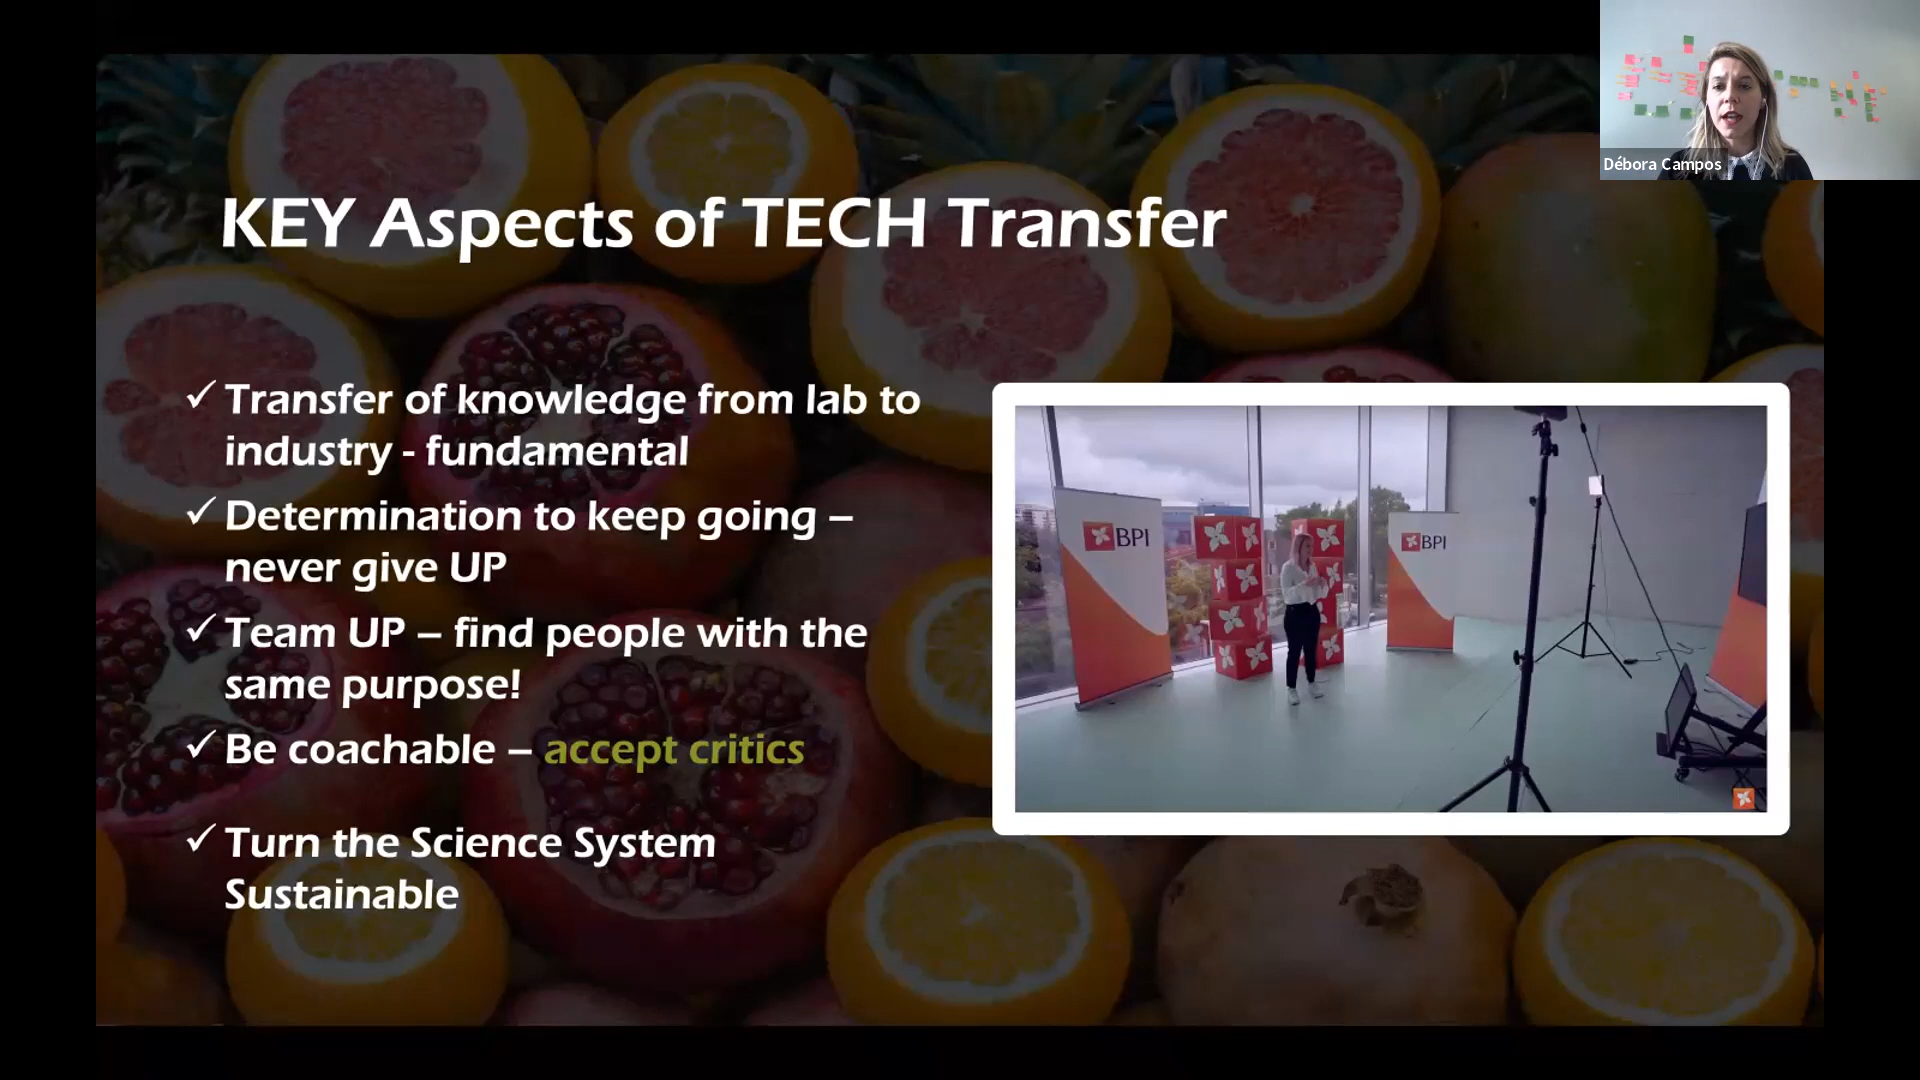 Débora Campos
KEY Aspects of TECH Transfer
✓ Transfer of knowledge from lab to
industry - fundamental
✓ Determination to keep going –
never give UP
✓ Team UP – find people with the
same purpose!
✓ Be coachable – accept critics
✓ Turn the Science System
Sustainable
BPI
BPI